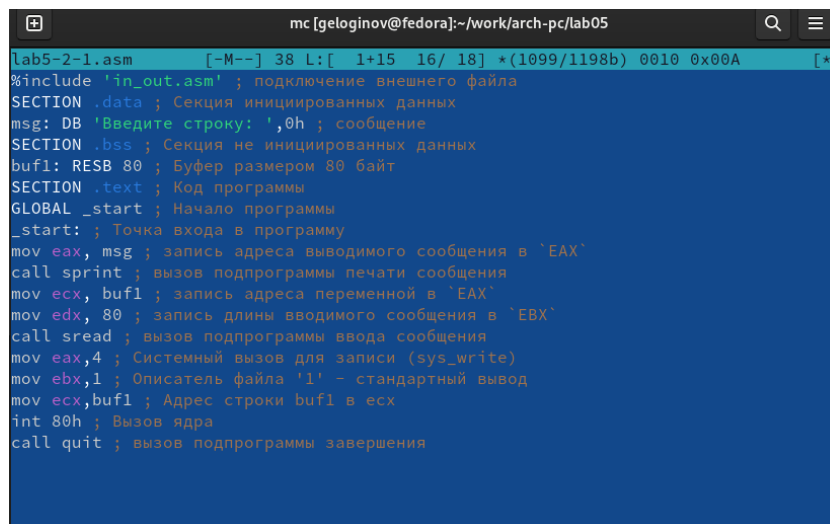 mc [geloginov@fedora]:~/work/arch-pc/lab05
lab5-2-1.asm [-M--] 38 L:[ 1+15 16/ 18] *(1099/1198b) 0010 0x00A [*
%include 'in_out.asm' ; подключение внешнего файла
SECTION .data ; Секция инициированных данных
msg: DB 'Введите строку: ',0h ; сообщение
SECTION .bss ; Секция не инициированных данных
buf1: RESB 80 ; Буфер размером 80 байт
SECTION .text ; Код программы
GLOBAL _start ; Начало программы
_start: ; Точка входа в программу
mov eax, msg ; запись адреса выводимого сообщения в `EAX`
call sprint ; вызов подпрограммы печати сообщения
mov ecx, buf1 ; запись адреса переменной в `EAX`
mov edx, 80 ; запись длины вводимого сообщения в `EBX`
call sread ; вызов подпрограммы ввода сообщения
mov eax,4 ; Системный вызов для записи (sys_write)
mov ebx,1 ; Описатель файла '1' - стандартный вывод
mov ecx,buf1 ; Адрес строки buf1 в ecx
int 80h ; Вызов ядра
call quit ; вызов подпрограммы завершения